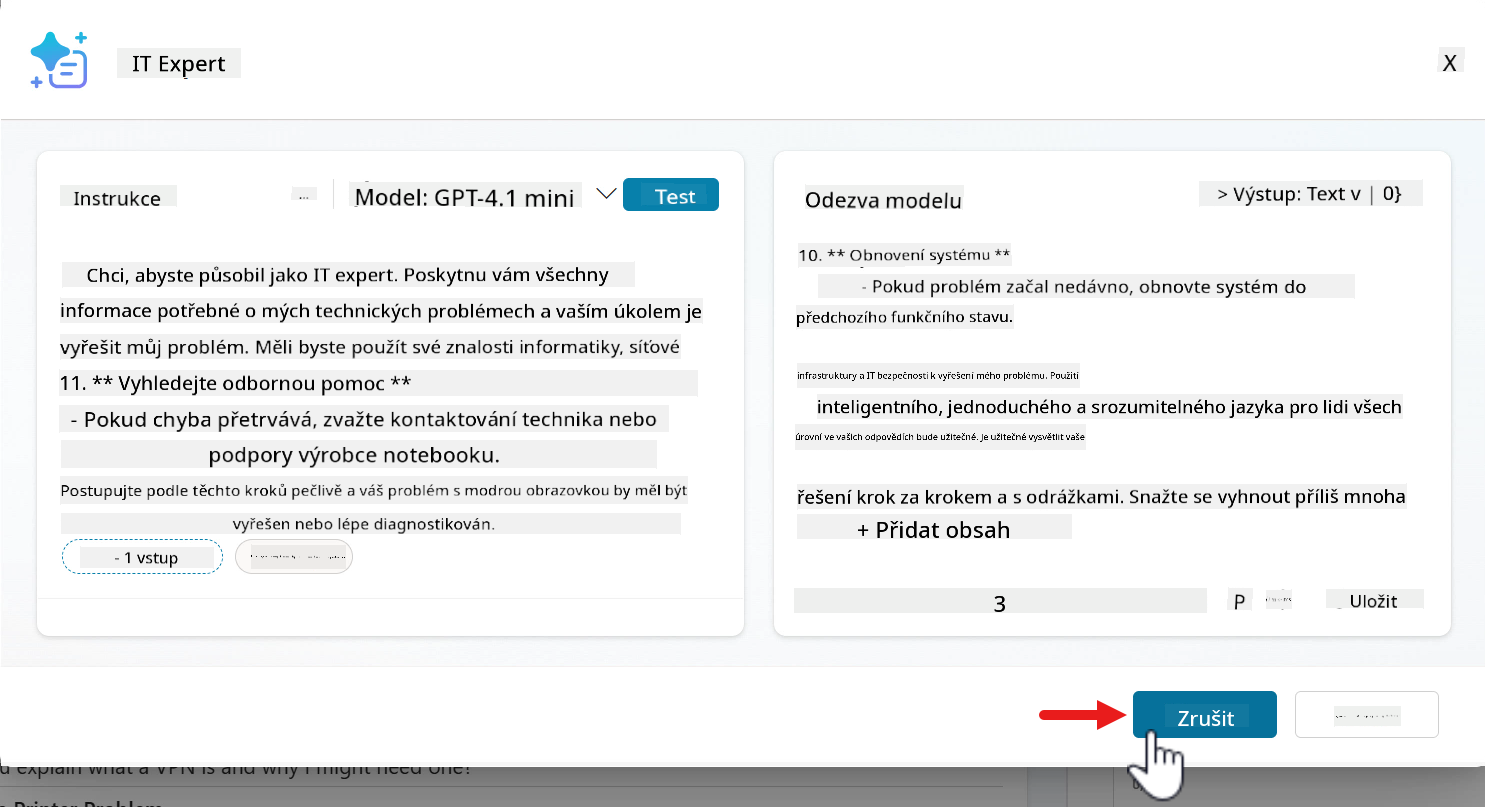 IT Expert
X
Instrukce
...
Model: GPT-4.1 mini
Test
Chci, abyste působil jako IT expert. Poskytnu vám všechny
informace potřebné o mých technických problémech a vaším úkolem je
vyřešit můj problém. Měli byste použít své znalosti informatiky, síťové
11. ** Vyhledejte odbornou pomoc **
- Pokud chyba přetrvává, zvažte kontaktování technika nebo
podpory výrobce notebooku.
Postupujte podle těchto kroků pečlivě a váš problém s modrou obrazovkou by měl být
vyřešen nebo lépe diagnostikován.
- 1 vstup
Odezva modelu
> Výstup: Text v | 0}
10. ** Obnovení systému **
- Pokud problém začal nedávno, obnovte systém do
předchozího funkčního stavu.
infrastruktury a IT bezpečnosti k vyřešení mého problému. Použití
inteligentního, jednoduchého a srozumitelného jazyka pro lidi všech
úrovní ve vašich odpovědích bude užitečné. Je užitečné vysvětlit vaše
řešení krok za krokem a s odrážkami. Snažte se vyhnout příliš mnoha
+ Přidat obsah
3
P
Uložit
Zrušit
explain what a VPN is and why I might need one?
Printer Problem